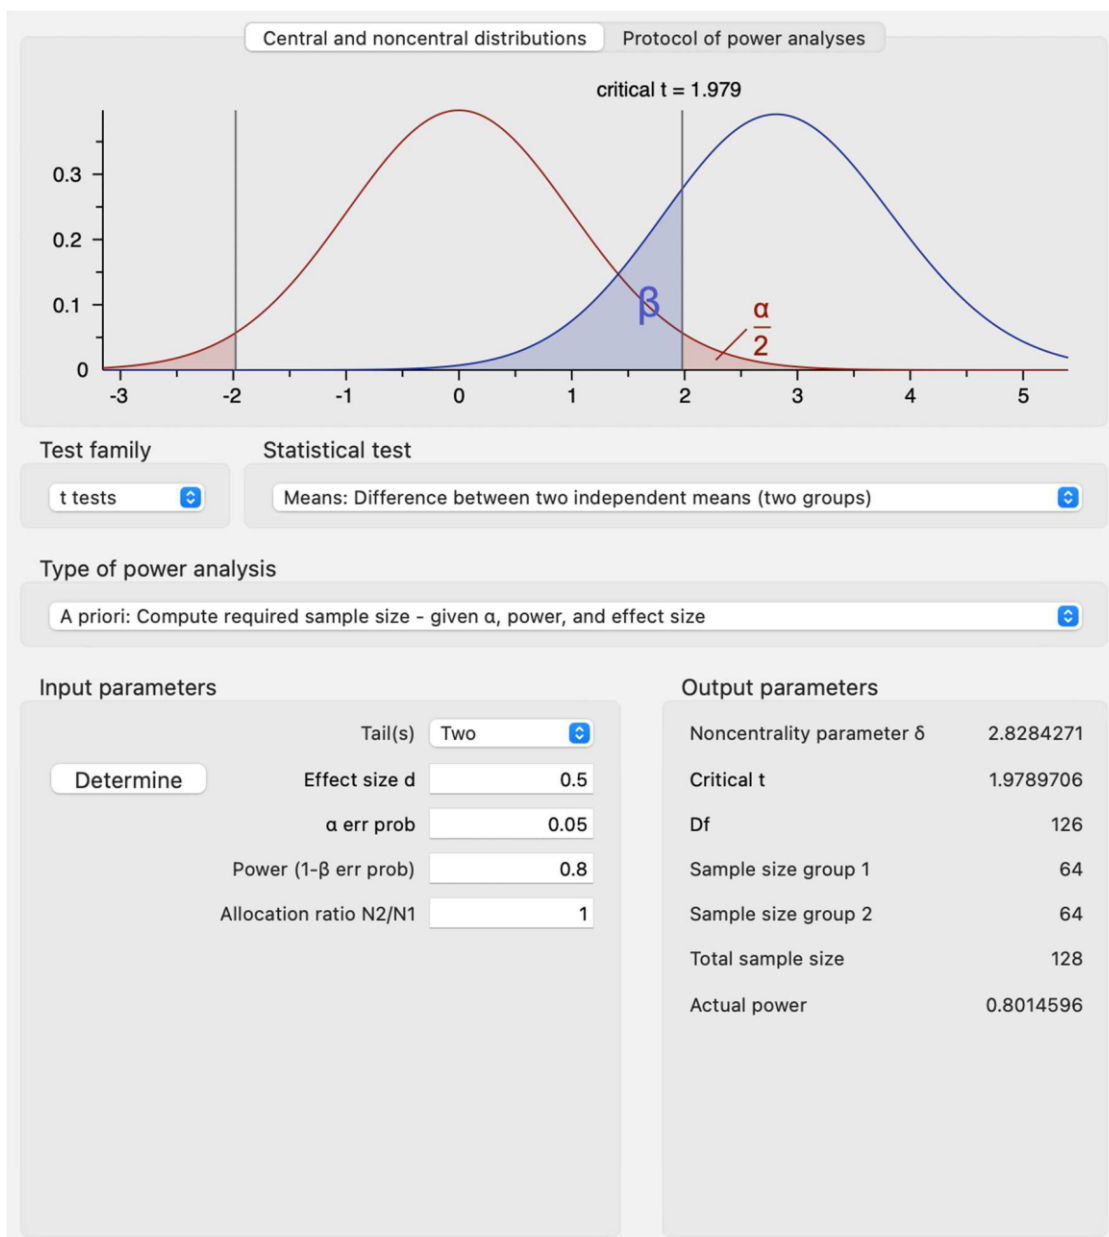 Central and noncentral distributions Protocol of power analyses
critical t = 1.979
0.3
0.2
0.1
0
β
α
2
-3 -2 -1 0 1 2 3 4 5
Test family Statistical test
t tests Means: Difference between two independent means (two groups)
Type of power analysis
A priori: Compute required sample size - given α, power, and effect size
Input parameters
Tail(s) Two
Determine Effect size d 0.5
α err prob 0.05
Power (1-β err prob) 0.8
Allocation ratio N2/N1 1
Output parameters
Noncentrality parameter δ 2.8284271
Critical t 1.9789706
Df 126
Sample size group 1 64
Sample size group 2 64
Total sample size 128
Actual power 0.8014596